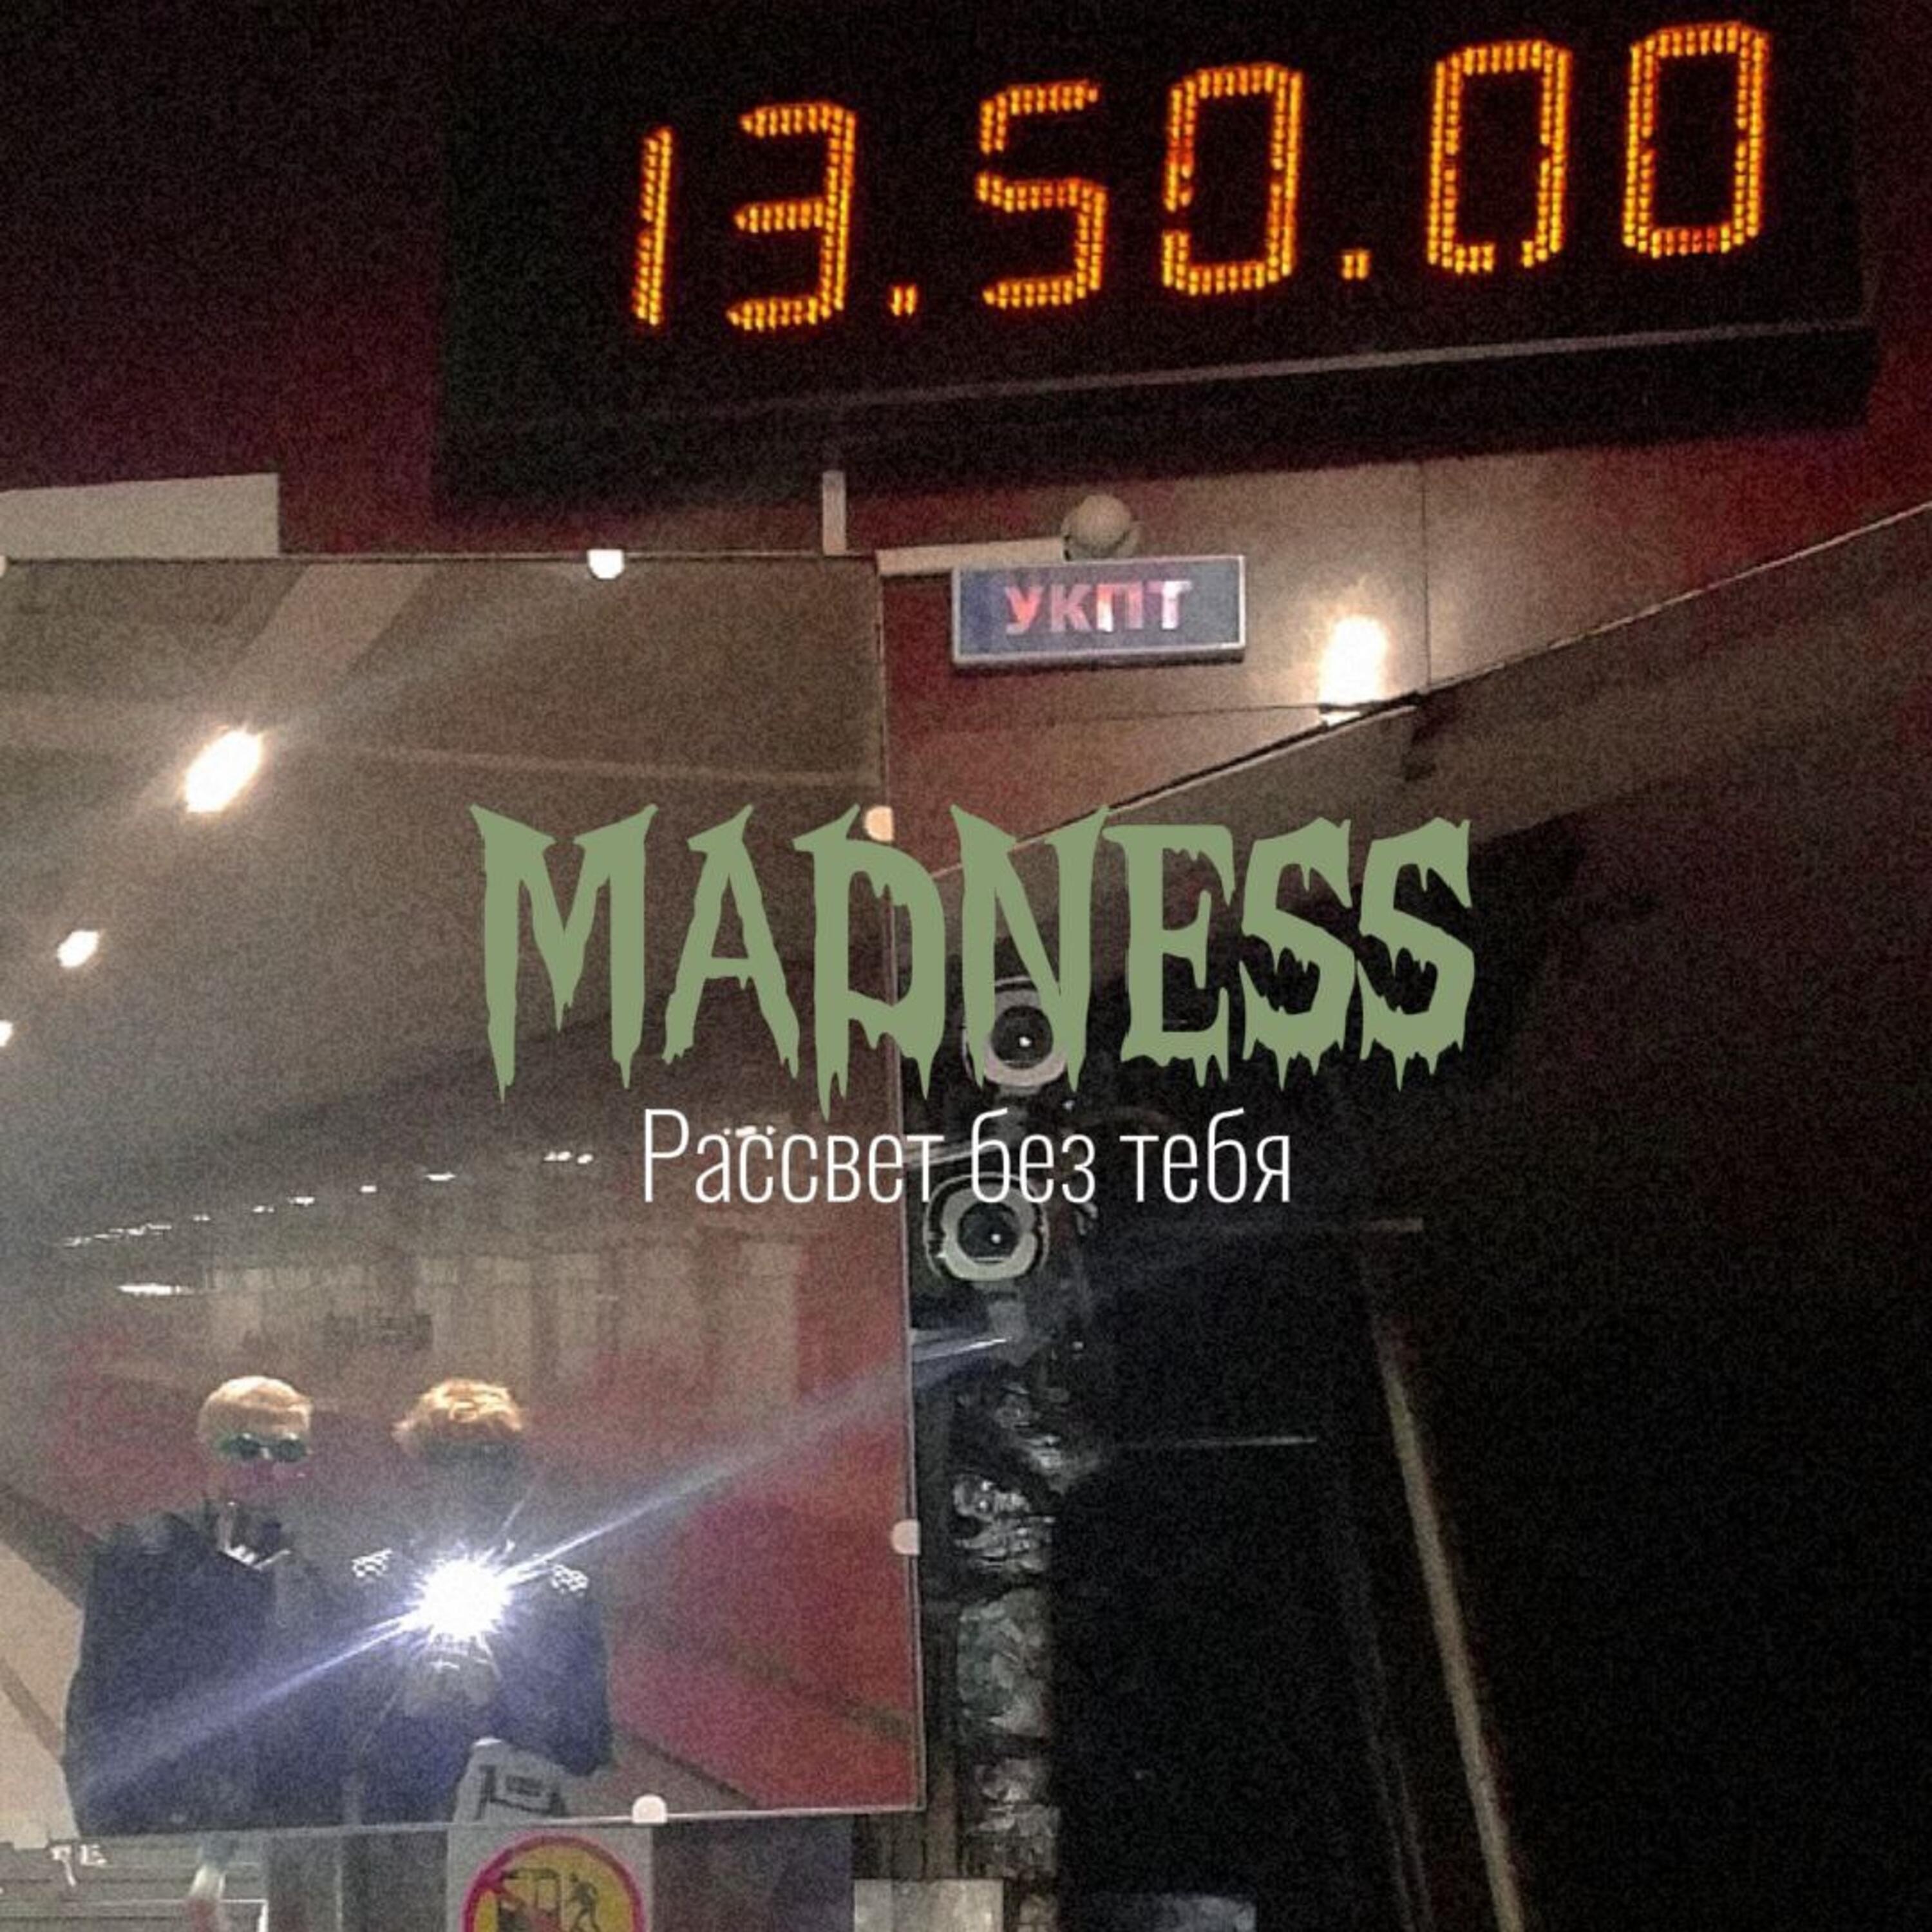 13.50.00
УКПТ
MADNESS
Рассвет без тебя